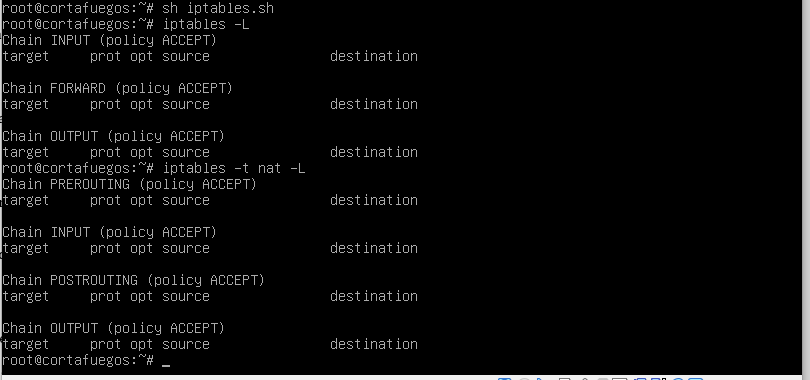 root@cortafuegos:~# sh iptables.sh
root@cortafuegos:~# iptables -L
Chain INPUT (policy ACCEPT)
target     prot opt source               destination
Chain FORWARD (policy ACCEPT)
target     prot opt source               destination
Chain OUTPUT (policy ACCEPT)
target     prot opt source               destination
root@cortafuegos:~# iptables -t nat -L
Chain PREROUTING (policy ACCEPT)
target     prot opt source               destination
Chain INPUT (policy ACCEPT)
target     prot opt source               destination
Chain POSTROUTING (policy ACCEPT)
target     prot opt source               destination
Chain OUTPUT (policy ACCEPT)
target     prot opt source               destination
root@cortafuegos:~# _